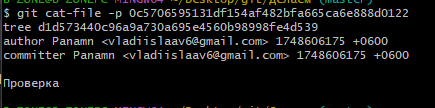 $ git cat-file -p 0c5706595131df154af482bfa665ca6e888d0122
tree d1d573440c96a9a730a695e4560b98998fe4d539
author Panamn <vladiislaav6@gmail.com> 1748606175 +0600
committer Panamn <vladiislaav6@gmail.com> 1748606175 +0600

Проверка